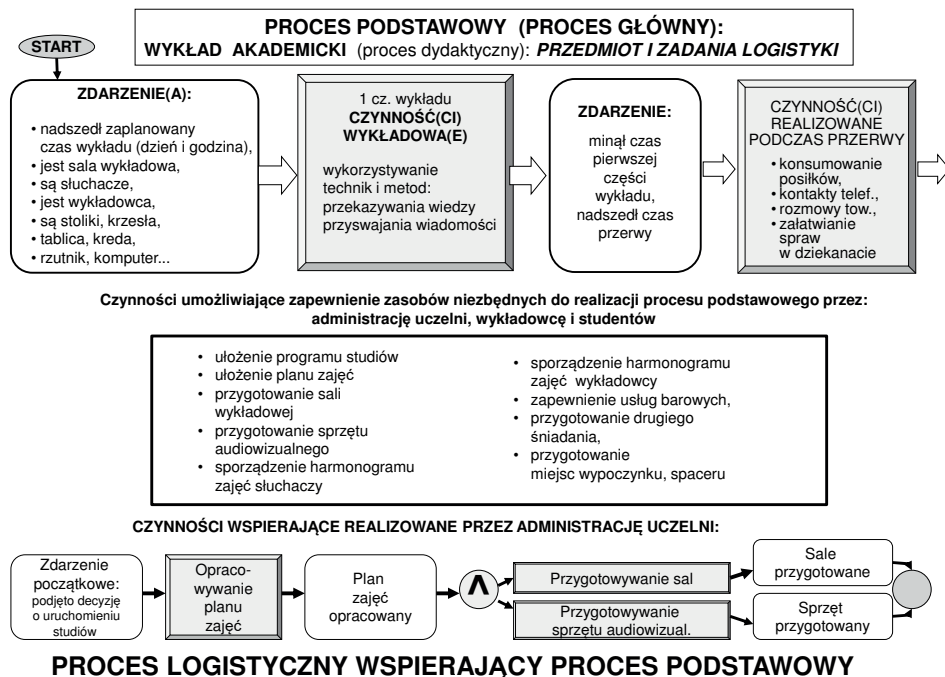 PROCES PODSTAWOWY (PROCES GŁÓWNY):
WYKŁAD AKADEMICKI (proces dydaktyczny): PRZEDMIOT I ZADANIA LOGISTYKI
START
ZDARZENIE(A):
• nadszedł zaplanowany
czas wykładu (dzień i godzina),
• jest sala wykładowa,
• są słuchacze,
• jest wykładowca,
• są stoliki, krzesła,
• tablica, kreda,
• rzutnik, komputer...
1 cz. wykładu
CZYNNOŚĆ(CI)
WYKŁADOWA(E)
wykorzystywanie
technik i metod:
przekazywania wiedzy
przyswajania wiadomości
ZDARZENIE:
minął czas
pierwszej
części
wykładu,
nadszedł czas
przerwy
CZYNNOŚĆ(CI)
REALIZOWANE
PODCZAS PRZERWY
• konsumowanie
posiłków,
• kontakty telef.,
• rozmowy tow.,
• załatwianie
spraw
w dziekanacie
Czynności umożliwiające zapewnienie zasobów niezbędnych do realizacji procesu podstawowego przez:
administrację uczelni, wykładowcę i studentów
• ułożenie programu studiów
• ułożenie planu zajęć
• przygotowanie sali
wykładowej
• przygotowanie sprzętu
audiowizualnego
• sporządzenie harmonogramu
zajęć słuchaczy
• sporządzenie harmonogramu
zajęć wykładowcy
• zapewnienie usług barowych,
• przygotowanie drugiego
śniadania,
• przygotowanie
miejsc wypoczynku, spaceru
CZYNNOŚCI WSPIERAJĄCE REALIZOWANE PRZEZ ADMINISTRACJĘ UCZELNI:
Zdarzenie
początkowe:
podjęto decyzję
o uruchomieniu
studiów
Opraco-
wywanie
planu
zajęć
Plan
zajęć
opracowany
Λ
Przygotowywanie sal
Przygotowywanie
sprzętu audiowizual.
Sale
przygotowane
Sprzęt
przygotowany
PROCES LOGISTYCZNY WSPIERAJĄCY PROCES PODSTAWOWY